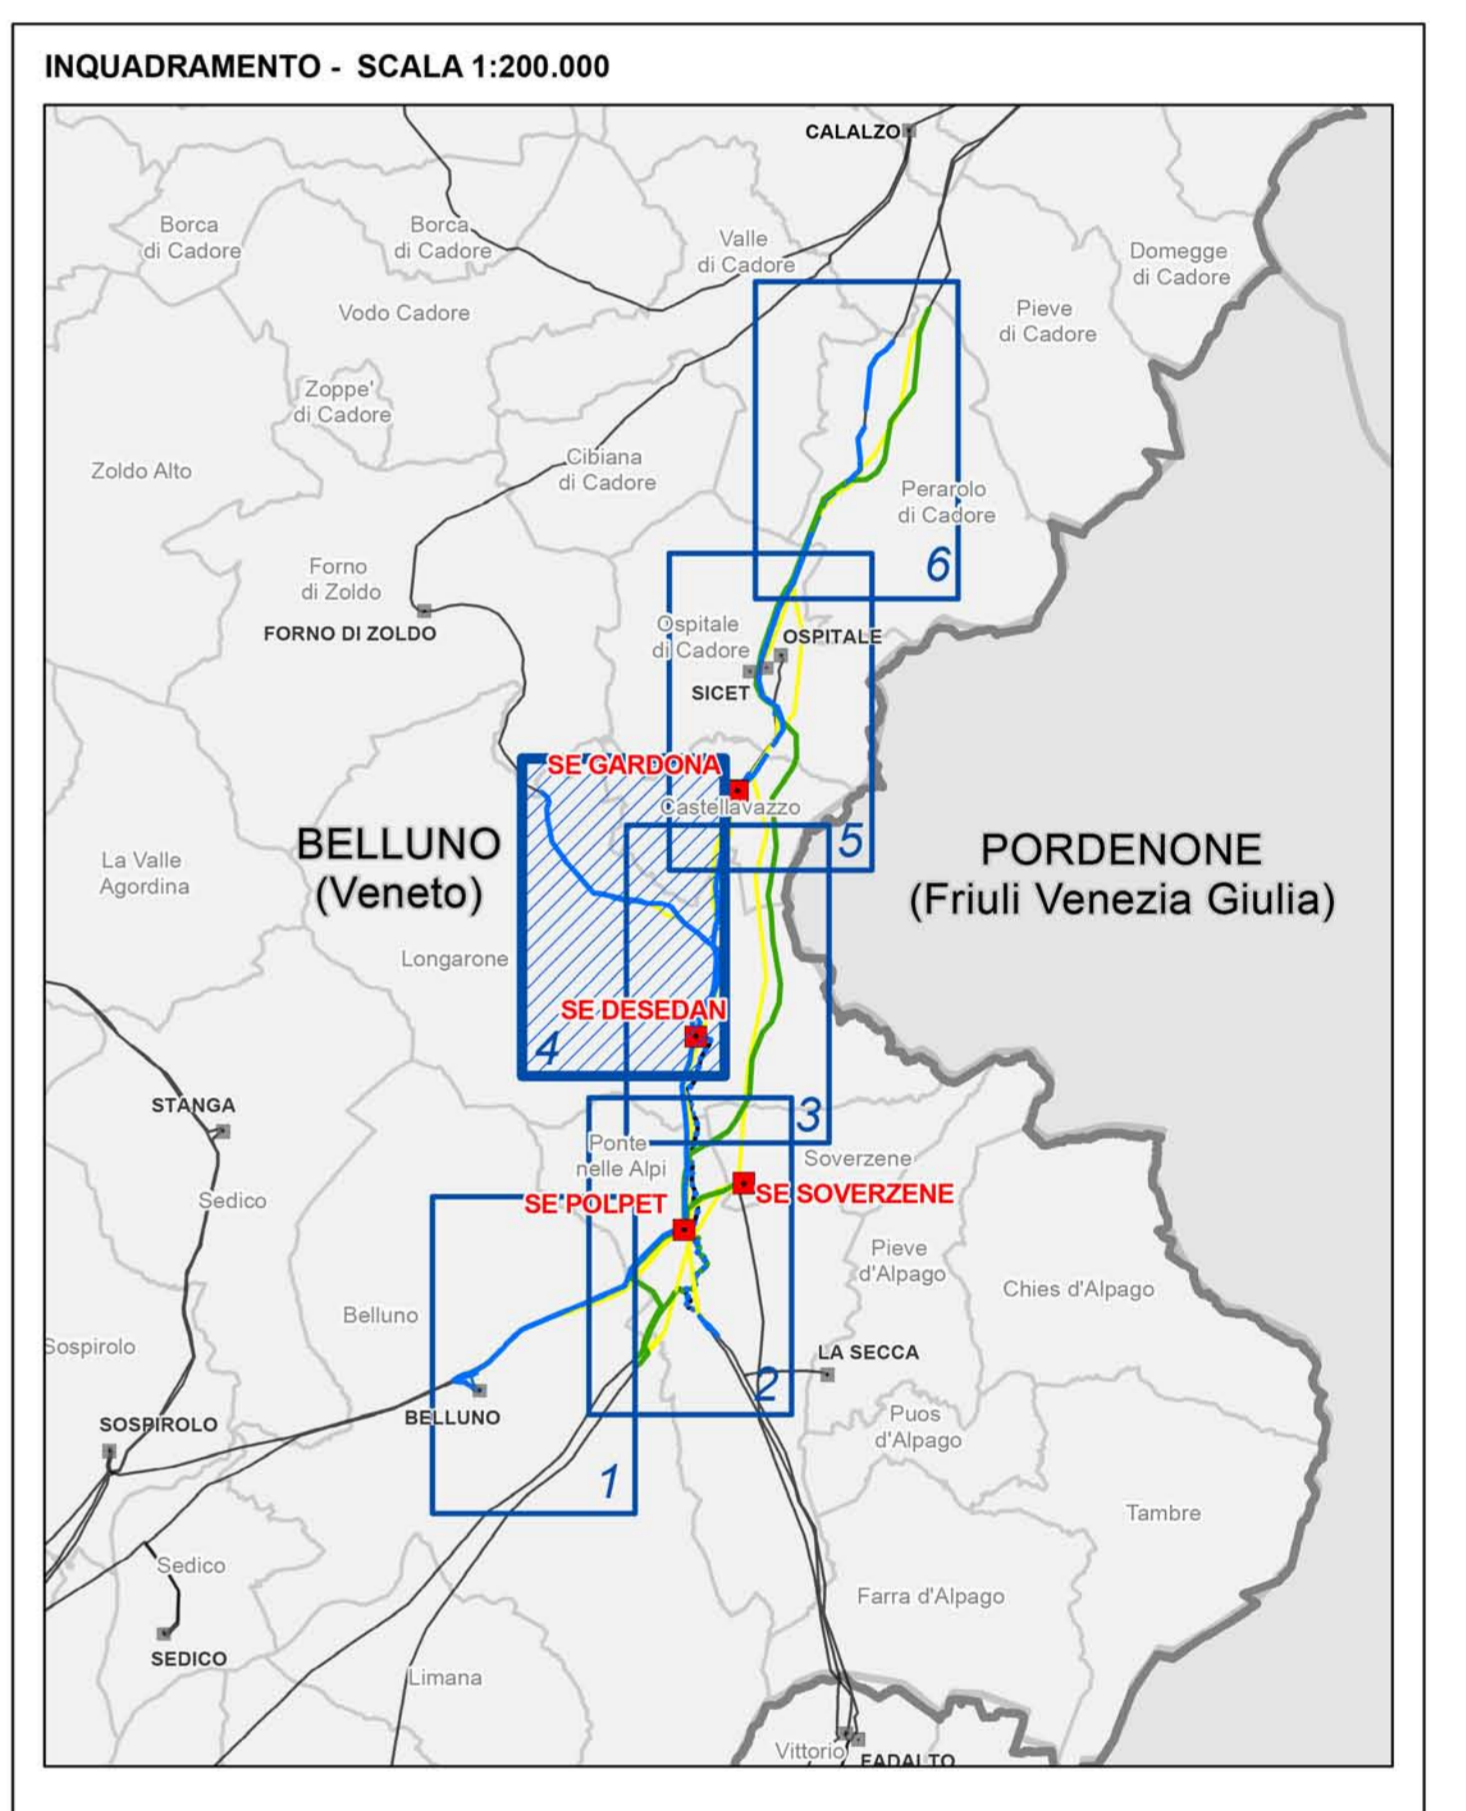 INQUADRAMENTO - SCALA 1:200.000
CALALZO
Borca
di Cadore
Borca
di Cadore
Valle
di Cadore
Domegge
di Cadore
Vodo Cadore
Pieve
di Cadore
Zoppe'
di Cadore
Zoldo Alto
Cibiana
di Cadore
Perarolo
di Cadore
6
Forno
di Zoldo
FORNO DI ZOLDO
Ospitale
di Cadore
OSPITALE
SICET
SE GARDONA
Castellavazzo
5
BELLUNO
(Veneto)
PORDENONE
(Friuli Venezia Giulia)
La Valle
Agordina
Longarone
SE DESEDAN
4
STANGA
3
Ponte
nelle Alpi
Soverzene
Sedico
SE POLPET
SE SOVERZENE
Pieve
d'Alpago
Chies d'Alpago
Belluno
Sospirolo
LA SECCA
2
BELLUNO
SOSPIROLO
Puos
d'Alpago
1
Tambre
Sedico
Farra d'Alpago
SEDICO
Limana
Vittorio
FADALTO